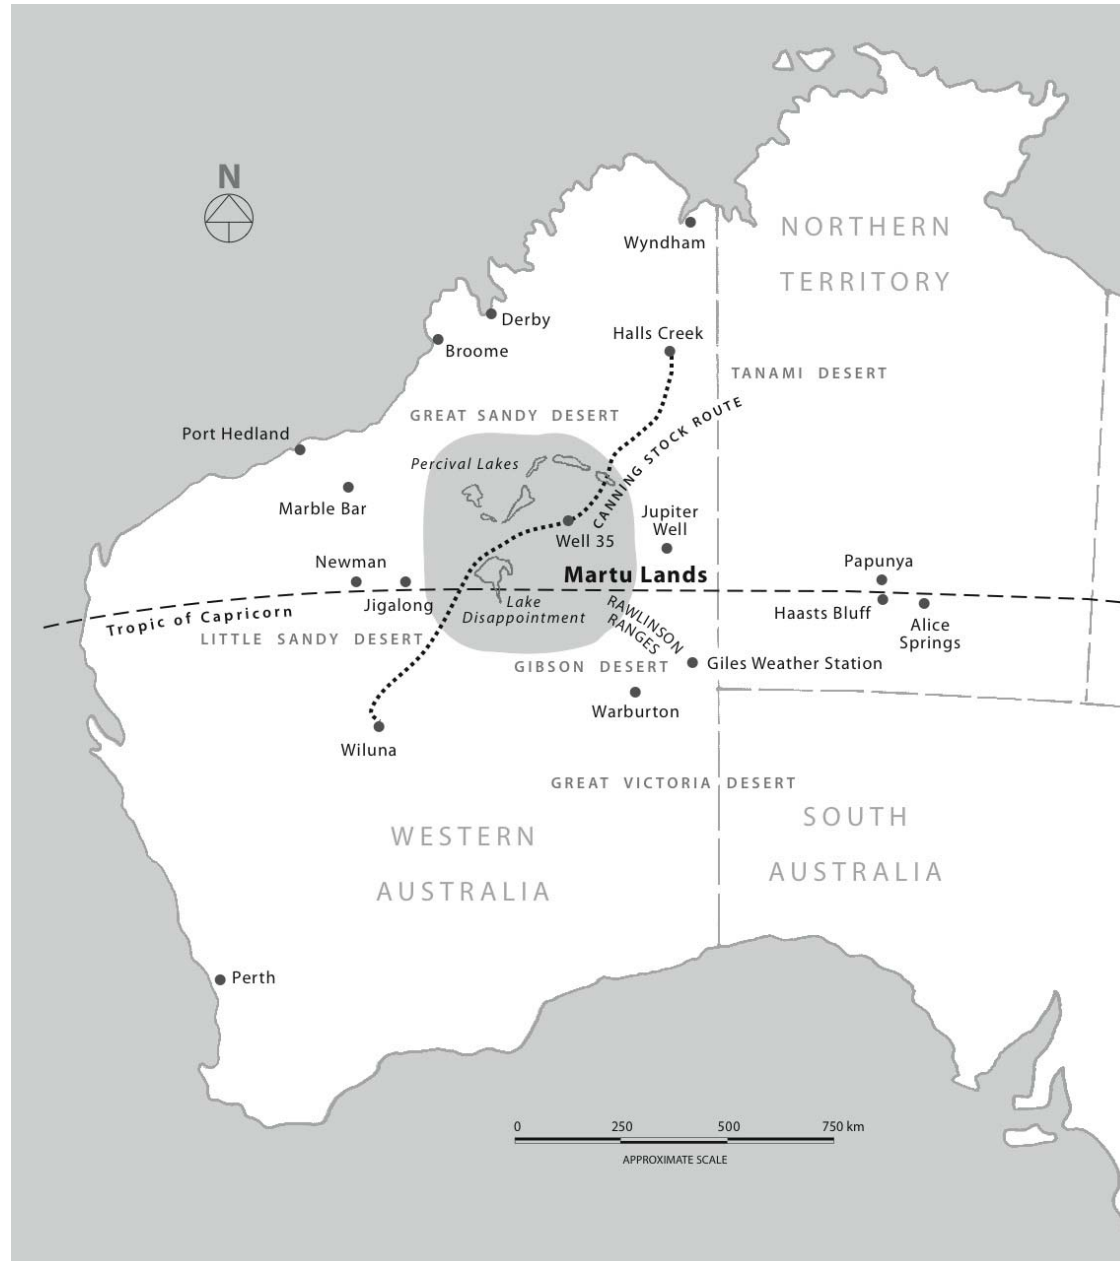 N
NORTHERN
TERRITORY
Wyndham
Derby
Broome
Halls Creek
TANAMI DESERT
GREAT SANDY DESERT
CANNING STOCK ROUTE
Port Hedland
Percival Lakes
Marble Bar
Jupiter
Well
Well 35
Newman
Martu Lands
Papunya
Jigalong
Lake
Disappointment
RAWLINSON
RANGES
Haasts Bluff
Alice
Springs
Tropic of Capricorn
LITTLE SANDY DESERT
GIBSON DESERT
Giles Weather Station
Warburton
Wiluna
GREAT VICTORIA DESERT
WESTERN
AUSTRALIA
SOUTH
AUSTRALIA
Perth
0 250 500 750 km
APPROXIMATE SCALE